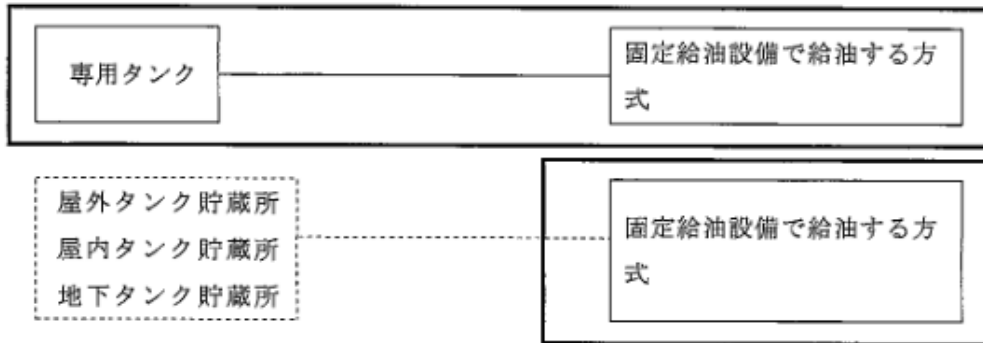 専用タンク
固定給油設備で給油する方
式
屋外タンク貯蔵所
屋内タンク貯蔵所
地下タンク貯蔵所
固定給油設備で給油する方
式